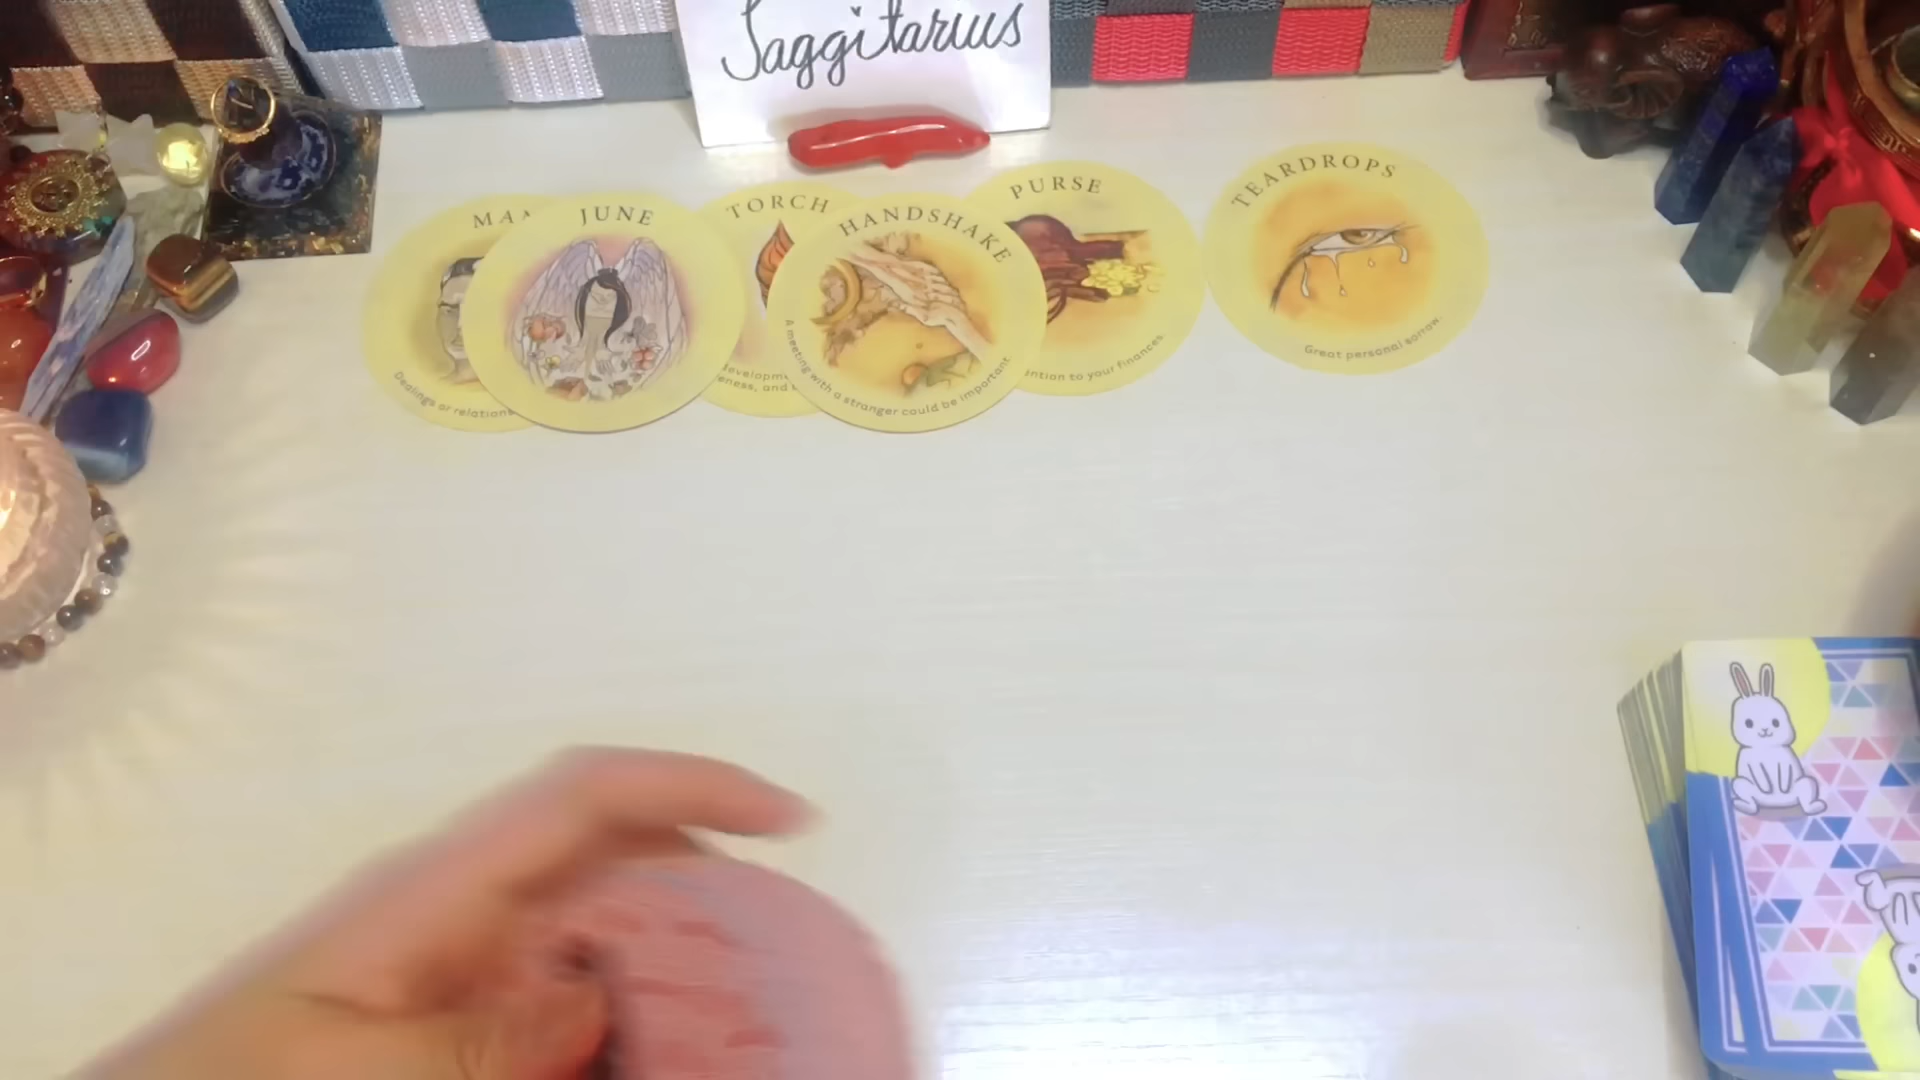 Saggitarius
MAN
JUNE
TORCH
HANDSHAKE
PURSE
TEARDROPS
Dealings or relations
A meeting with a stranger could be important.
ention to your finances.
Great personal sorrow.